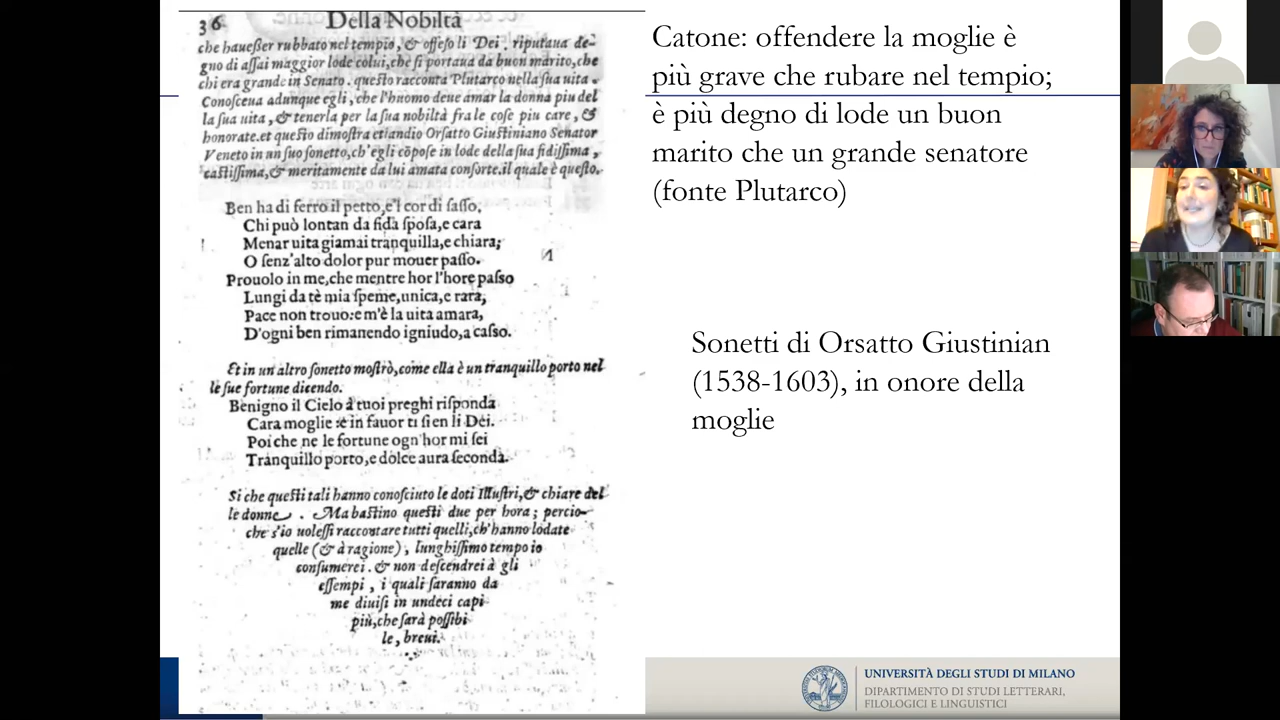 36 Della Nobiltà
che haueſſer rubbato nel tempio, & offeſo li Dei. riputaua de-
gno di aſſai maggior lode colui, che ſi portaua da buon marito, che
chi era grande in Senato. queſto racconta Plutarco nella ſua uita.
Conoſceua adunque egli, che l'huomo deue amar la donna piu del
la ſua uita, & tenerla per la ſua nobiltà fra le coſe piu care, &
honorate. et queſto dimoſtra etiandio Orſatto Giuſtiniano Senator
Veneto in un ſuo ſonetto, ch'egli cōpoſe in lode della ſua fidiſſima,
caſtiſſima, & meritamente da lui amata conſorte. il quale è queſto.
Ben ha di ferro il petto, e'l cor di ſaſſo,
Chi può lontan da fida ſpoſa, e cara
Menar uita giamai tranquilla, e chiara;
O ſenz'alto dolor pur mouer paſſo.
Prouolo in me, che mentre hor l'hore paſſo
Lungi da tè mia ſpeme, unica, e rara,
Pace non trouo: e m'è la uita amara,
D'ogni ben rimanendo igniudo, a caſſo.
Et in un altro ſonetto moſtrò, come ella è un tranquillo porto nel
le ſue fortune dicendo.
Benigno il Cielo à tuoi preghi riſponda
Cara moglie & in fauor ti ſien li Dei.
Poi che ne le fortune ogn'hor mi ſei
Tranquillo porto, e dolce aura ſeconda.
Si che queſti tali hanno conoſciuto le doti Illuſtri, & chiare del
le donne. Ma baſtino queſti due per hora; percio-
che s'io uoleſſi raccontare tutti quelli, ch'hanno lodate
quelle (& à ragione), lunghiſſimo tempo io
conſumerei. & non deſcendrei à gli
eſſempi, i quali ſaranno da
me diuiſi in undeci capi
più, che ſarà poſſibi
le, breui.
Catone: offendere la moglie è
più grave che rubare nel tempio;
è più degno di lode un buon
marito che un grande senatore
(fonte Plutarco)
Sonetti di Orsatto Giustinian
(1538-1603), in onore della
moglie
UNIVERSITÀ DEGLI STUDI DI MILANO
DIPARTIMENTO DI STUDI LETTERARI,
FILOLOGICI E LINGUISTICI